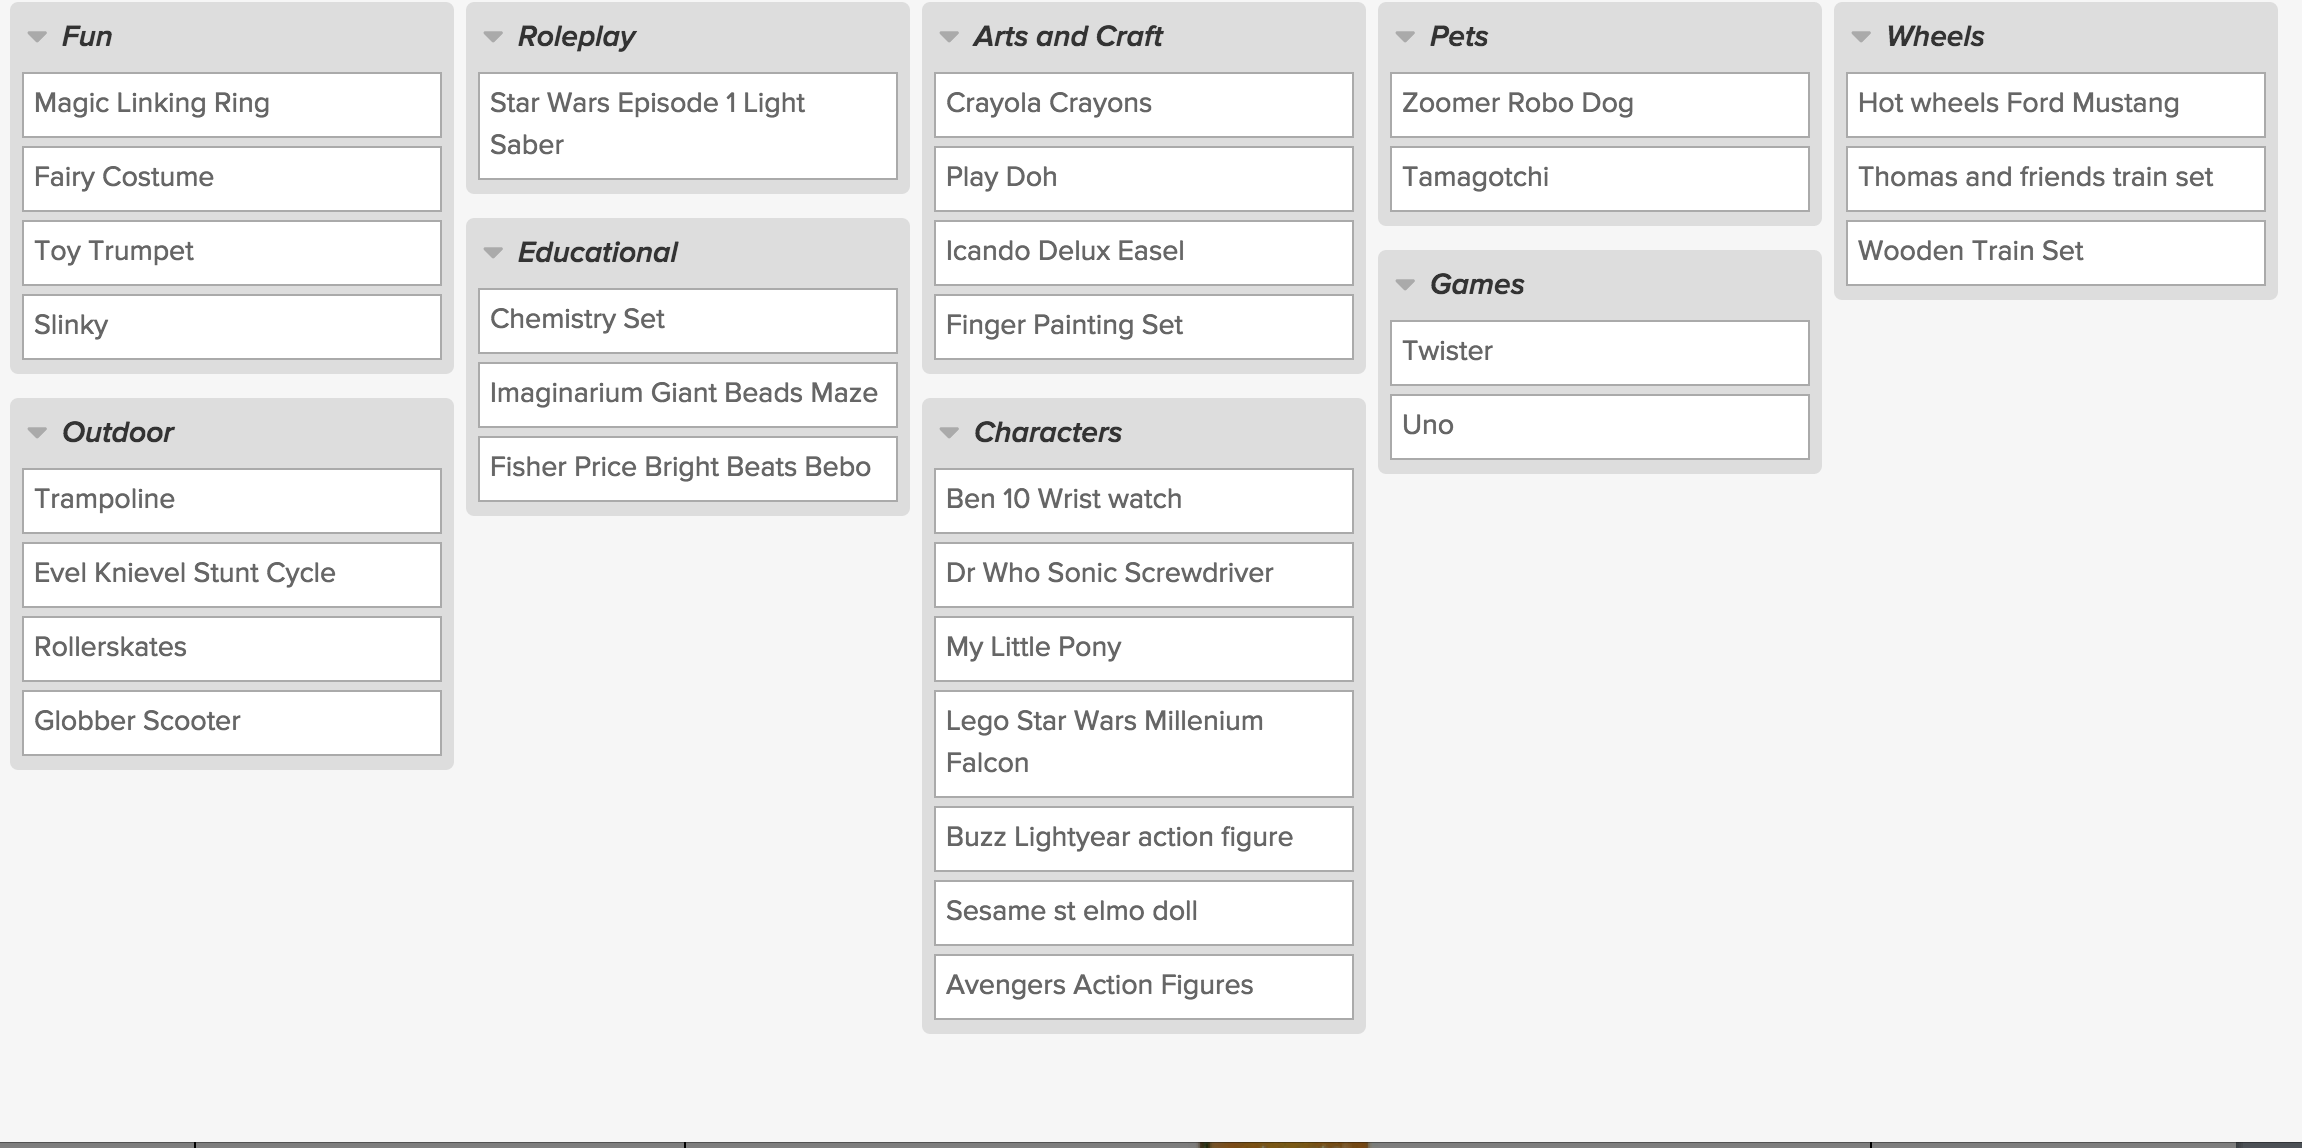 Fun
Magic Linking Ring
Fairy Costume
Toy Trumpet
Slinky
Outdoor
Trampoline
Evel Knievel Stunt Cycle
Rollerskates
Globber Scooter
Roleplay
Star Wars Episode 1 Light
Saber
Educational
Chemistry Set
Imaginarium Giant Beads Maze
Fisher Price Bright Beats Bebo
Arts and Craft
Crayola Crayons
Play Doh
Icando Delux Easel
Finger Painting Set
Characters
Ben 10 Wrist watch
Dr Who Sonic Screwdriver
My Little Pony
Lego Star Wars Millenium
Falcon
Buzz Lightyear action figure
Sesame st elmo doll
Avengers Action Figures
Pets
Zoomer Robo Dog
Tamagotchi
Games
Twister
Uno
Wheels
Hot wheels Ford Mustang
Thomas and friends train set
Wooden Train Set